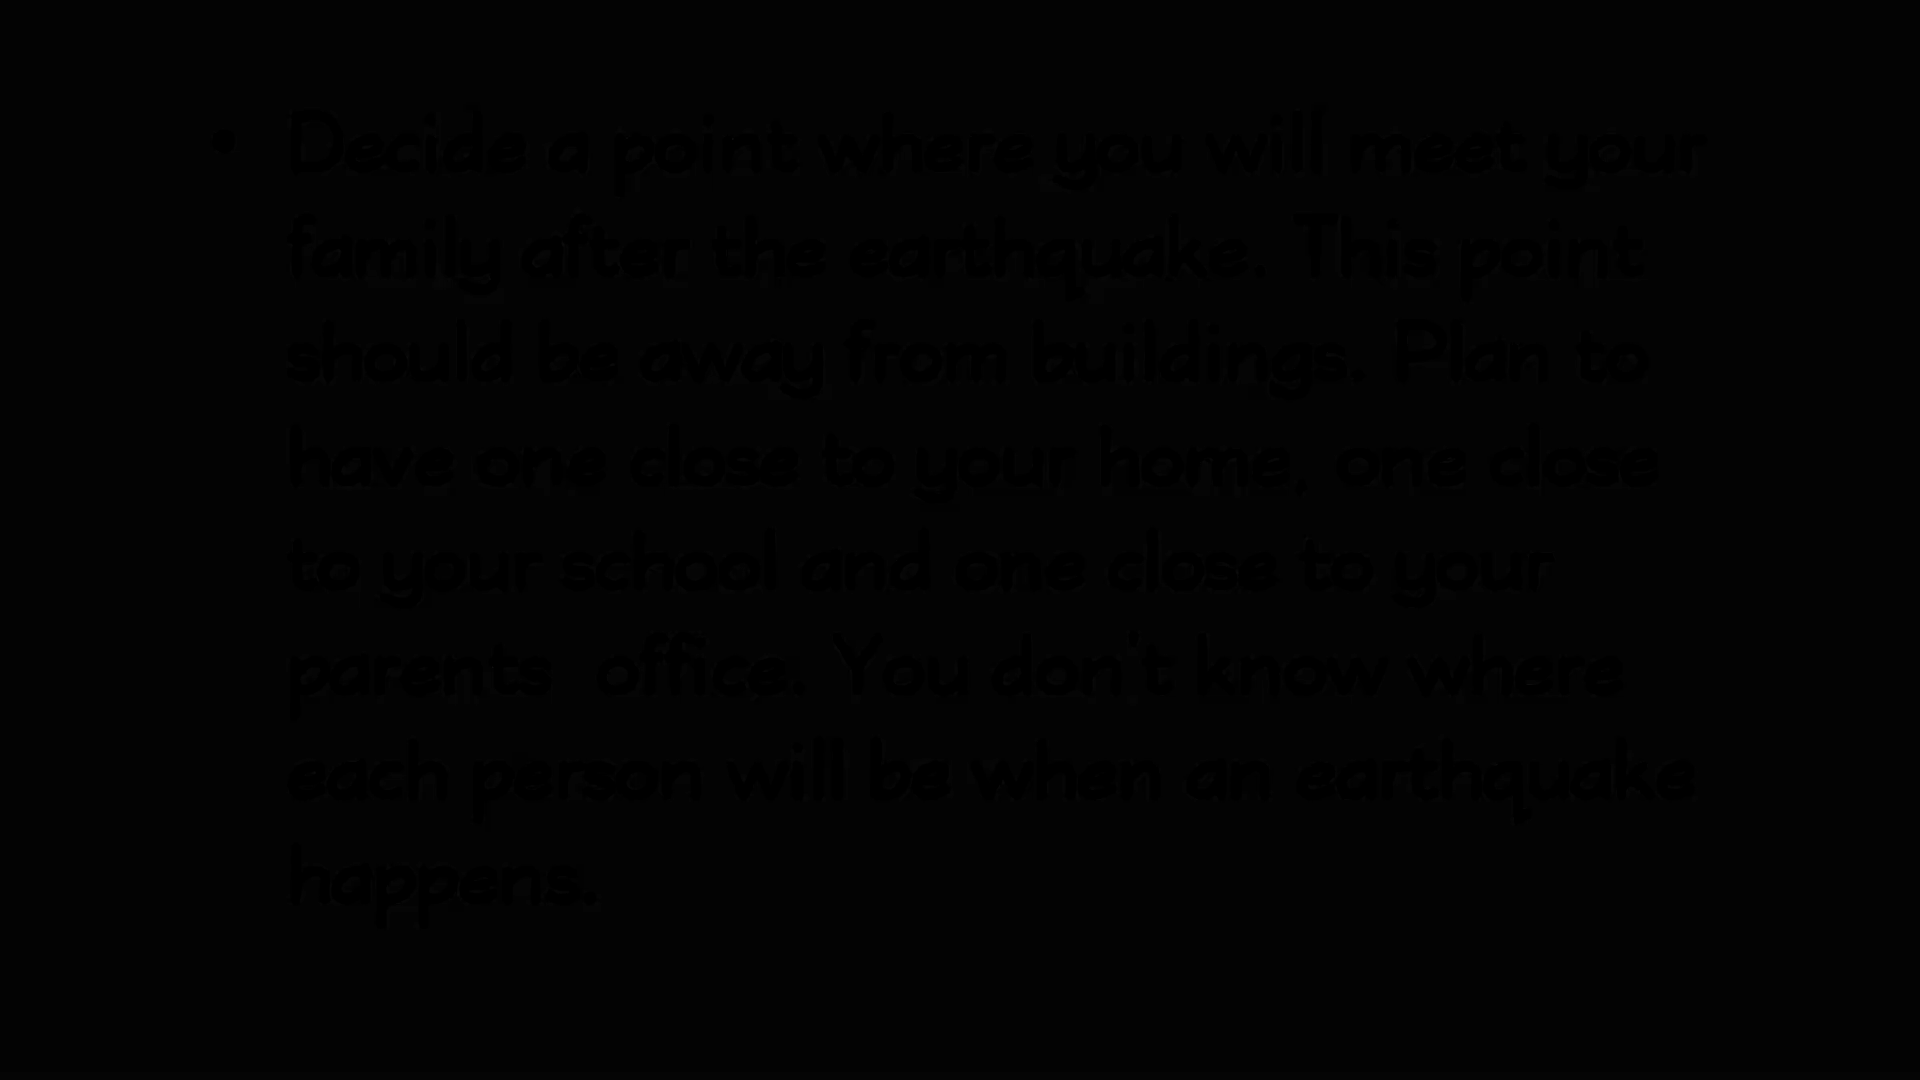 • Decide a point where you will meet your
family after the earthquake. This point
should be away from buildings. Plan to
have one close to your home, one close
to your school and one close to your
parents  office. You don't know where
each person will be when an earthquake
happens.